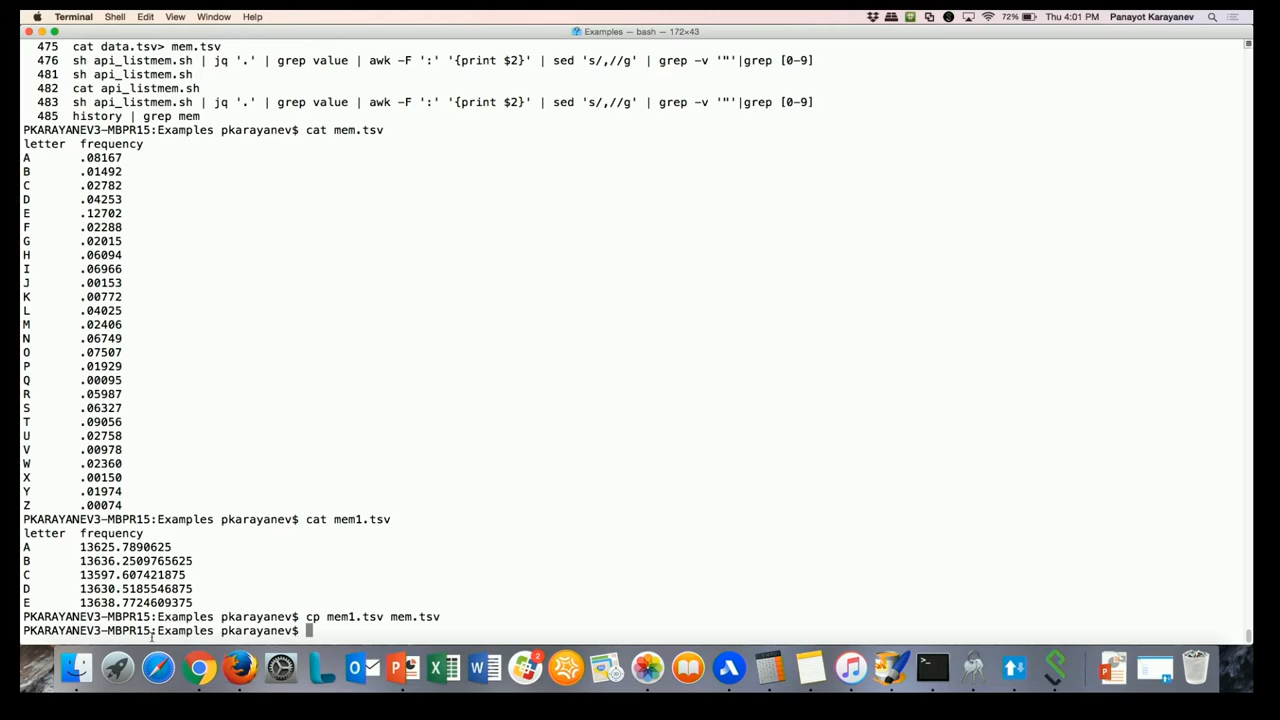 Terminal Shell Edit View Window Help 72% Thu 4:01 PM Panayot Karayanev
Examples — bash — 172×43
475 cat data.tsv> mem.tsv
476 sh api_listmem.sh | jq '.' | grep value | awk -F ':' '{print $2}' | sed 's/,//g' | grep -v '"'|grep [0-9]
481 sh api_listmem.sh
482 cat api_listmem.sh
483 sh api_listmem.sh | jq '.' | grep value | awk -F ':' '{print $2}' | sed 's/,//g' | grep -v '"'|grep [0-9]
485 history | grep mem
PKARAYANEV3-MBPR15:Examples pkarayanev$ cat mem.tsv
letter frequency
A .08167
B .01492
C .02782
D .04253
E .12702
F .02288
G .02015
H .06094
I .06966
J .00153
K .00772
L .04025
M .02406
N .06749
O .07507
P .01929
Q .00095
R .05987
S .06327
T .09056
U .02758
V .00978
W .02360
X .00150
Y .01974
Z .00074
PKARAYANEV3-MBPR15:Examples pkarayanev$ cat mem1.tsv
letter frequency
A 13625.7890625
B 13636.2509765625
C 13597.607421875
D 13630.5185546875
E 13638.7724609375
PKARAYANEV3-MBPR15:Examples pkarayanev$ cp mem1.tsv mem.tsv
PKARAYANEV3-MBPR15:Examples pkarayanev$
2